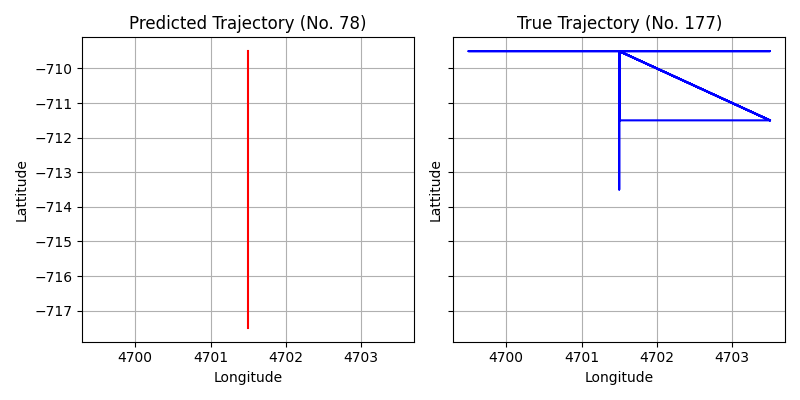 Predicted Trajectory (No. 78)
True Trajectory (No. 177)
−710
−711
−712
−713
−714
−715
−716
−717
Lattitude
Lattitude
4700 4701 4702 4703
4700 4701 4702 4703
Longitude
Longitude